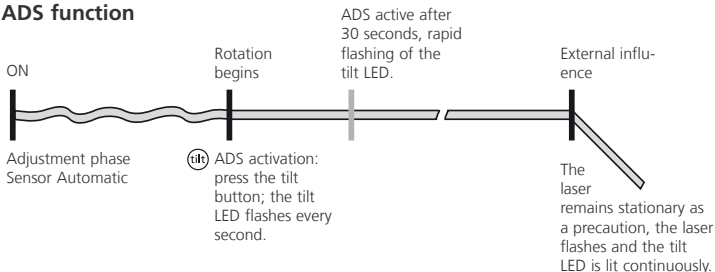 ADS function
ON
Adjustment phase
Sensor Automatic
Rotation
begins
tilt
ADS activation:
press the tilt
button; the tilt
LED flashes every
second.
ADS active after
30 seconds, rapid
flashing of the
tilt LED.
External influ-
ence
The
laser
remains stationary as
a precaution, the laser
flashes and the tilt
LED is lit continuously.